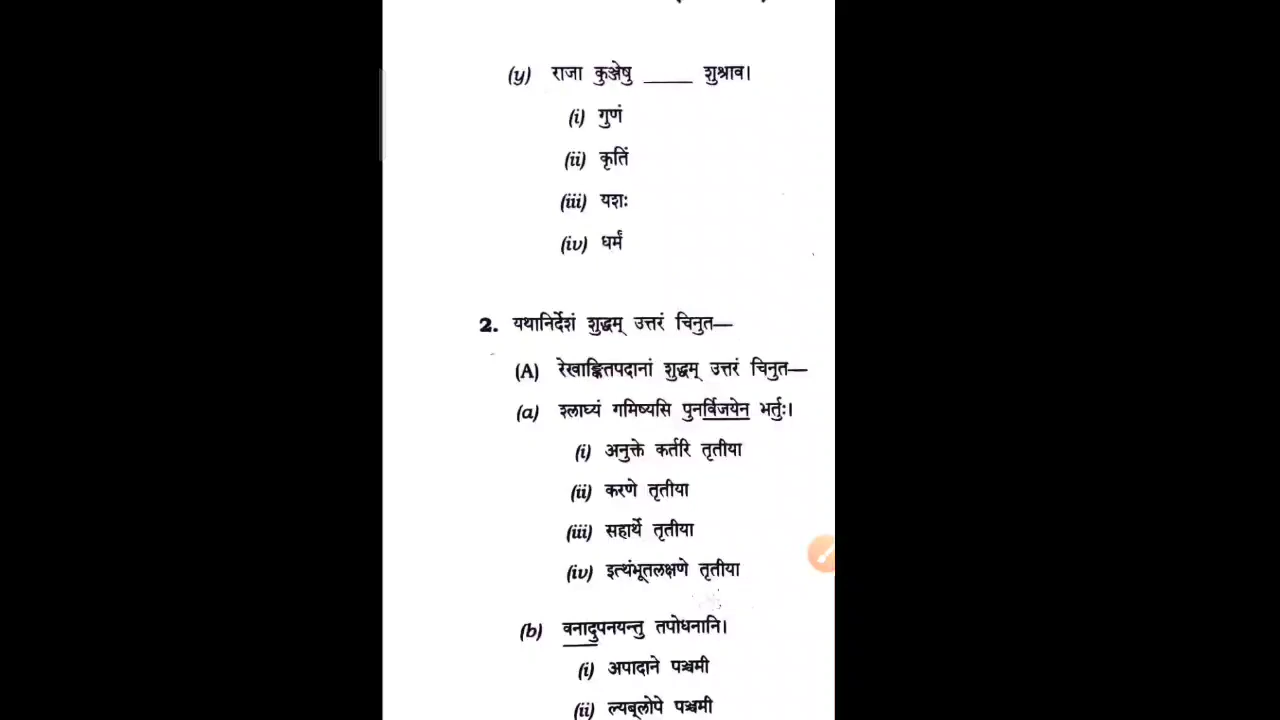 (y) राजा कुञ्जेषु _____ शुश्राव।
(i) गुणं
(ii) कृतिं
(iii) यशः
(iv) धर्मं
2. यथानिर्देशं शुद्धम् उत्तरं चिनुत—
(A) रेखाङ्कितपदानां शुद्धम् उत्तरं चिनुत—
(a) श्लाघ्यं गमिष्यसि पुनर्विजयेन भर्तुः।
(i) अनुक्ते कर्तरि तृतीया
(ii) करणे तृतीया
(iii) सहार्थे तृतीया
(iv) इत्थंभूतलक्षणे तृतीया
(b) वनादुपनयन्तु तपोधनानि।
(i) अपादाने पञ्चमी
(ii) ल्यब्लोपे पञ्चमी